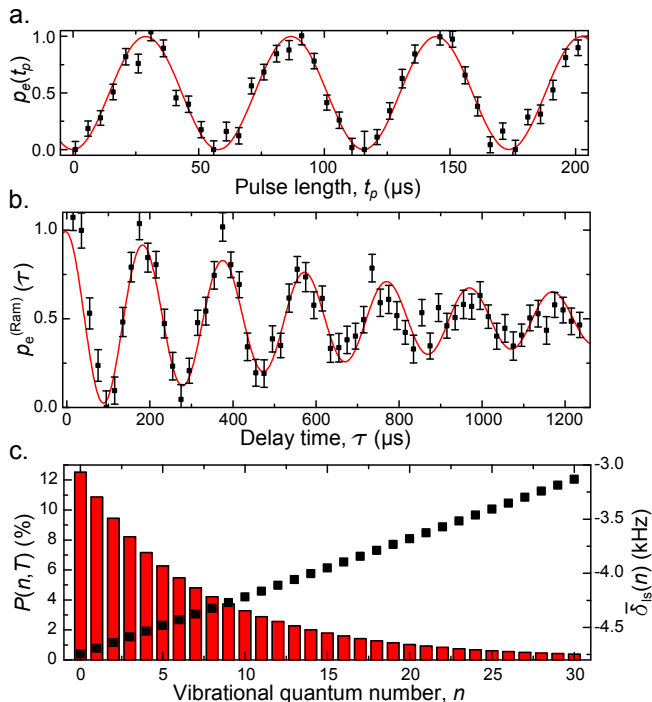 a.
p_e(t_p)
1.0
0.5
0.0
0 50 100 150 200
Pulse length, t_p (μs)
b.
p_e^(Ram) (τ)
1.0
0.5
0.0
0 200 400 600 800 1000 1200
Delay time, τ (μs)
c.
P(n,T) (%)
12
10
8
6
4
2
0
-3.0
-3.5
-4.0
-4.5
δ̅_ls(n) (kHz)
0 5 10 15 20 25 30
Vibrational quantum number, n